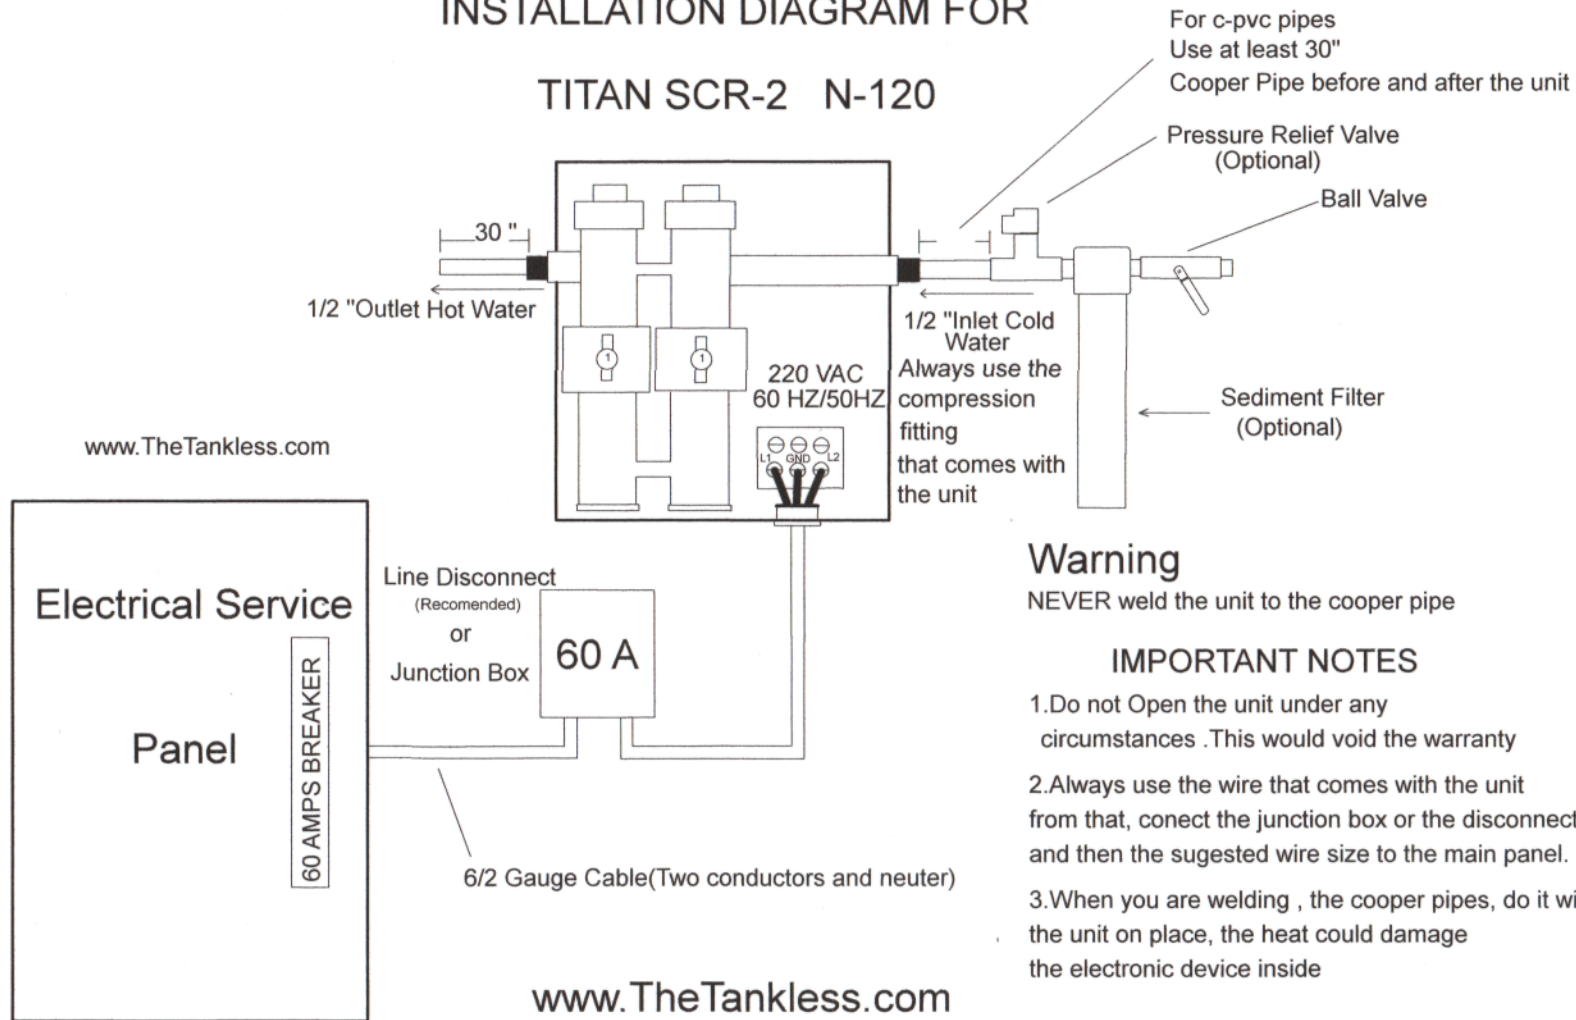 INSTALLATION DIAGRAM FOR
TITAN SCR-2 N-120
For c-pvc pipes
Use at least 30"
Cooper Pipe before and after the unit
Pressure Relief Valve
(Optional)
Ball Valve
30 "
1/2 "Outlet Hot Water
1/2 "Inlet Cold
Water
Always use the
compression
fitting
that comes with
the unit
1
1
220 VAC
60 HZ/50HZ
L1 GND L2
Sediment Filter
(Optional)
www.TheTankless.com
Electrical Service
Panel
60 AMPS BREAKER
Line Disconnect
(Recomended)
or
Junction Box
60 A
6/2 Gauge Cable(Two conductors and neuter)
Warning
NEVER weld the unit to the cooper pipe
IMPORTANT NOTES
1.Do not Open the unit under any
circumstances .This would void the warranty
2.Always use the wire that comes with the unit
from that, conect the junction box or the disconnect
and then the sugested wire size to the main panel.
3.When you are welding , the cooper pipes, do it
the unit on place, the heat could damage
the electronic device inside
www.TheTankless.com